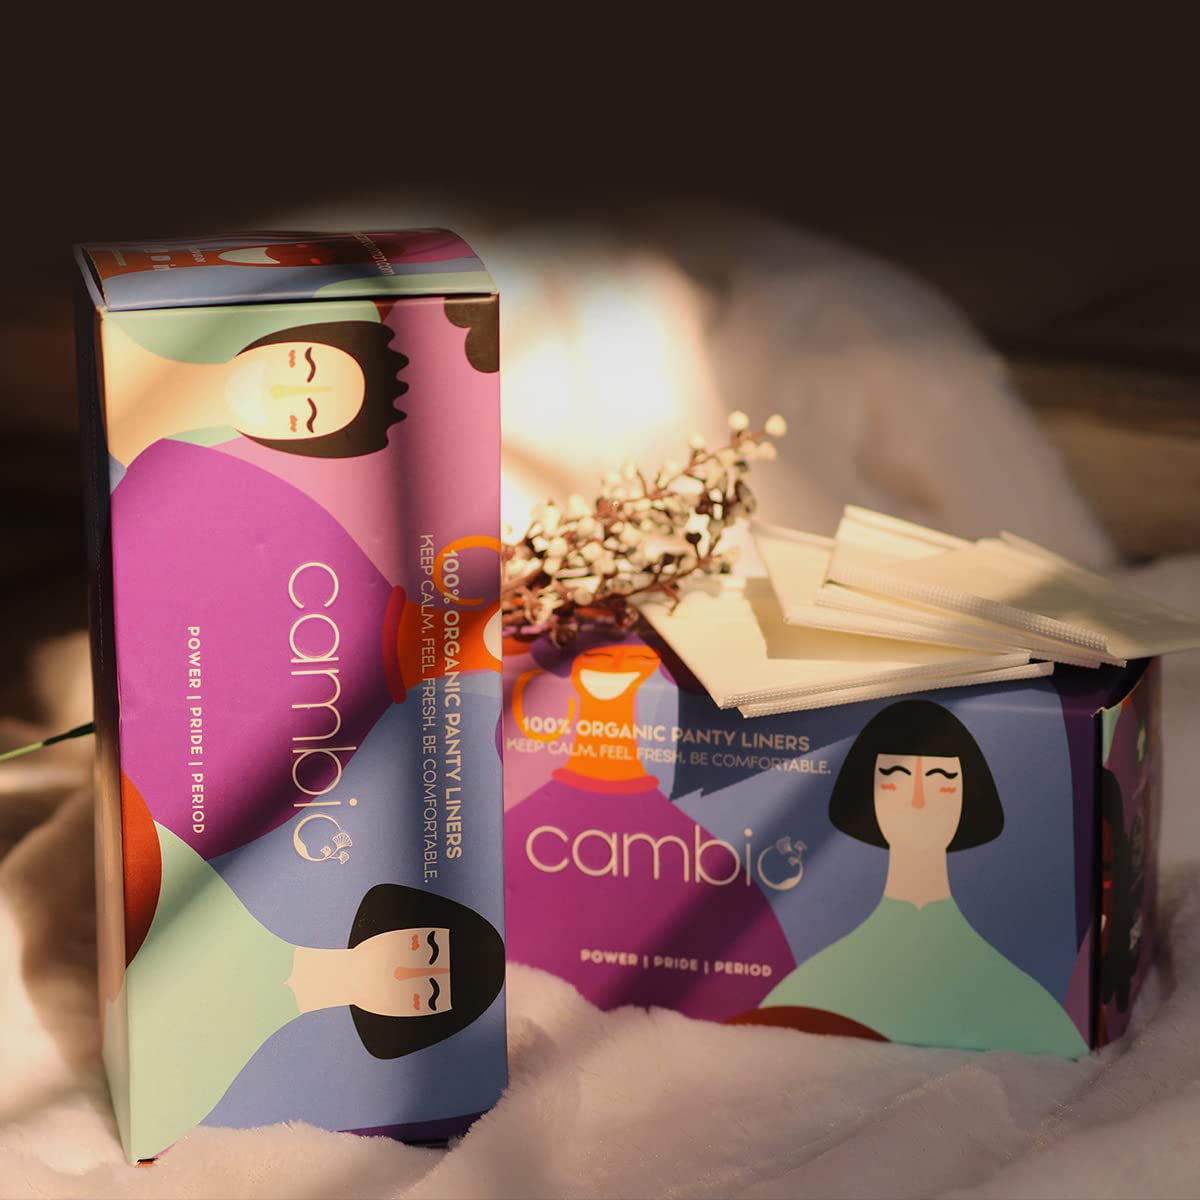 100% ORGANIC PANTY LINERS
KEEP CALM. FEEL FRESH. BE COMFORTABLE.
cambio
POWER | PRIDE | PERIOD
100% ORGANIC PANTY LINERS
KEEP CALM. FEEL FRESH. BE COMFORTABLE.
cambio
POWER | PRIDE | PERIOD